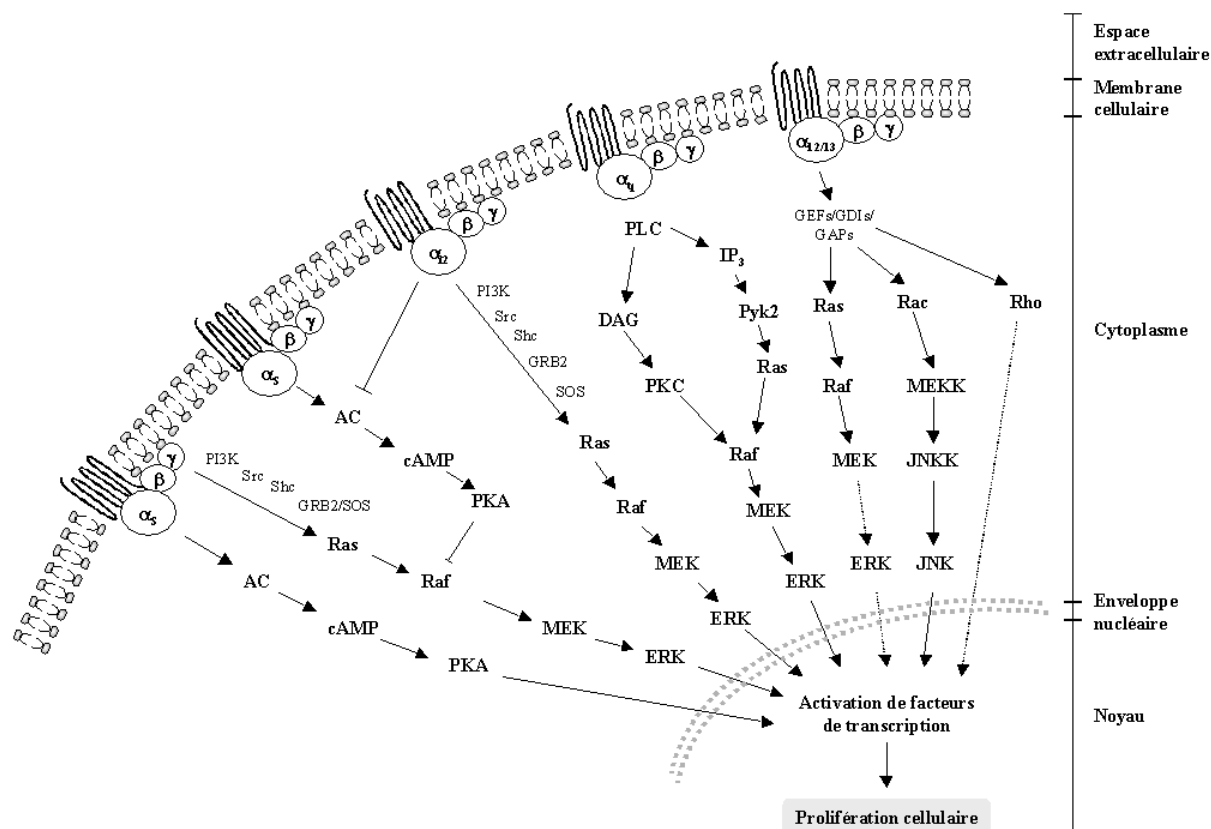 Espace
extracellulaire
Membrane
cellulaire
α12/13 β γ
αq β γ
αi2 β γ
αs β γ
αs β γ
GEFs/GDIs/
GAPs
PLC
IP3
PI3K
Src
Shc
GRB2
SOS
DAG
Pyk2
Ras
Rac
Rho
Cytoplasme
PKC
Ras
Raf
MEKK
AC
cAMP
PKA
Ras
Raf
MEK
JNKK
PI3K
Src
Shc
GRB2/SOS
Ras
Raf
Raf
MEK
MEK
ERK
ERK
JNK
AC
cAMP
PKA
MEK
ERK
ERK
Enveloppe
nucléaire
Activation de facteurs
de transcription
Noyau
Prolifération cellulaire